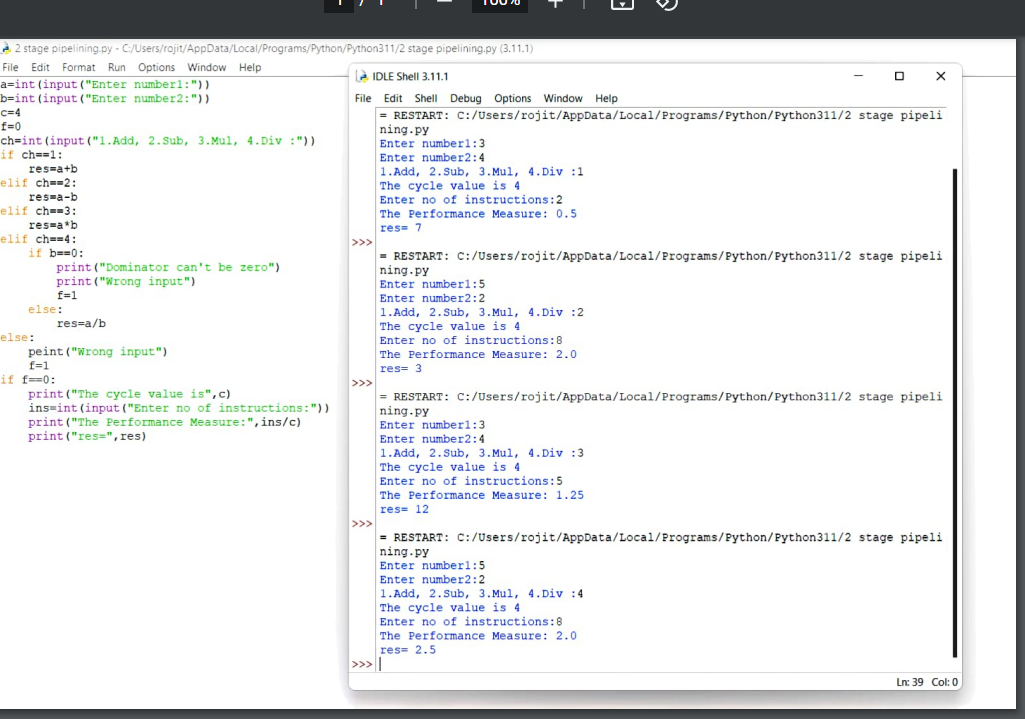 1 / 1
100%
2 stage pipelining.py - C:/Users/rojit/AppData/Local/Programs/Python/Python311/2 stage pipelining.py (3.11.1)
File Edit Format Run Options Window Help
a=int(input("Enter number1:"))
b=int(input("Enter number2:"))
c=4
f=0
ch=int(input("1.Add, 2.Sub, 3.Mul, 4.Div :"))
if ch==1:
    res=a+b
elif ch==2:
    res=a-b
elif ch==3:
    res=a*b
elif ch==4:
    if b==0:
        print("Dominator can't be zero")
        print("Wrong input")
        f=1
    else:
        res=a/b
else:
    peint("Wrong input")
    f=1
if f==0:
    print("The cycle value is",c)
    ins=int(input("Enter no of instructions:"))
    print("The Performance Measure:",ins/c)
    print("res=",res)
IDLE Shell 3.11.1
File Edit Shell Debug Options Window Help
= RESTART: C:/Users/rojit/AppData/Local/Programs/Python/Python311/2 stage pipeli
ning.py
Enter number1:3
Enter number2:4
1.Add, 2.Sub, 3.Mul, 4.Div :1
The cycle value is 4
Enter no of instructions:2
The Performance Measure: 0.5
res= 7
>>>
= RESTART: C:/Users/rojit/AppData/Local/Programs/Python/Python311/2 stage pipeli
ning.py
Enter number1:5
Enter number2:2
1.Add, 2.Sub, 3.Mul, 4.Div :2
The cycle value is 4
Enter no of instructions:8
The Performance Measure: 2.0
res= 3
>>>
= RESTART: C:/Users/rojit/AppData/Local/Programs/Python/Python311/2 stage pipeli
ning.py
Enter number1:3
Enter number2:4
1.Add, 2.Sub, 3.Mul, 4.Div :3
The cycle value is 4
Enter no of instructions:5
The Performance Measure: 1.25
res= 12
>>>
= RESTART: C:/Users/rojit/AppData/Local/Programs/Python/Python311/2 stage pipeli
ning.py
Enter number1:5
Enter number2:2
1.Add, 2.Sub, 3.Mul, 4.Div :4
The cycle value is 4
Enter no of instructions:8
The Performance Measure: 2.0
res= 2.5
>>>
Ln: 39 Col: 0